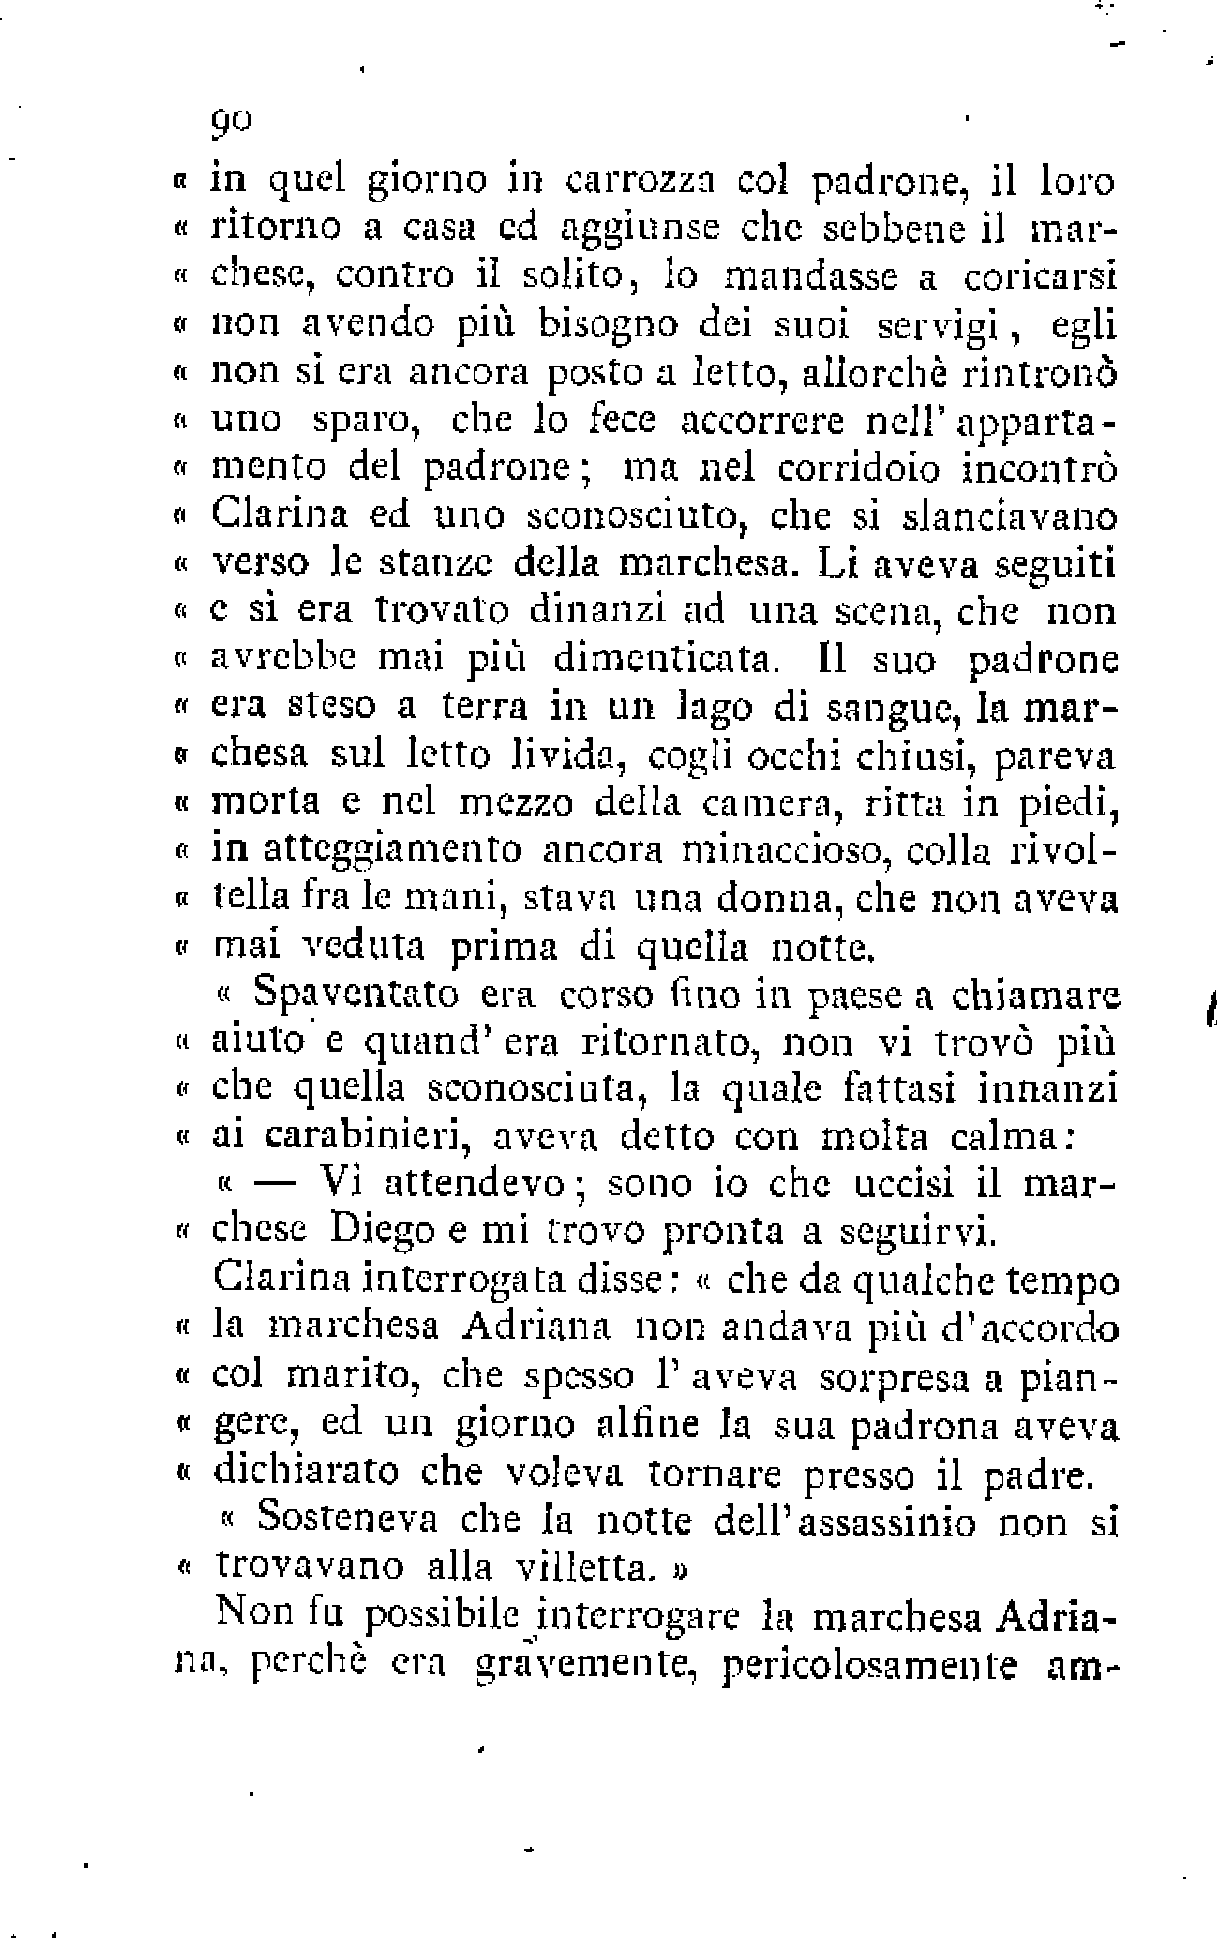 90
« in quel giorno in carrozza col padrone, il loro
« ritorno a casa ed aggiunse che sebbene il mar-
« chese, contro il solito, lo mandasse a coricarsi
« non avendo più bisogno dei suoi servigi, egli
« non si era ancora posto a letto, allorchè rintronò
« uno sparo, che lo fece accorrere nell' apparta-
« mento del padrone; ma nel corridoio incontrò
« Clarina ed uno sconosciuto, che si slanciavano
« verso le stanze della marchesa. Li aveva seguiti
« e si era trovato dinanzi ad una scena, che non
« avrebbe mai più dimenticata. Il suo padrone
« era steso a terra in un lago di sangue, la mar-
« chesa sul letto livida, cogli occhi chiusi, pareva
« morta e nel mezzo della camera, ritta in piedi,
« in atteggiamento ancora minaccioso, colla rivol-
« tella fra le mani, stava una donna, che non aveva
« mai veduta prima di quella notte.
« Spaventato era corso fino in paese a chiamare
« aiuto e quand' era ritornato, non vi trovò più
« che quella sconosciuta, la quale fattasi innanzi
« ai carabinieri, aveva detto con molta calma:
« — Vi attendevo; sono io che uccisi il mar-
« chese Diego e mi trovo pronta a seguirvi.
Clarina interrogata disse: « che da qualche tempo
« la marchesa Adriana non andava più d'accordo
« col marito, che spesso l' aveva sorpresa a pian-
« gere, ed un giorno alfine la sua padrona aveva
« dichiarato che voleva tornare presso il padre.
« Sosteneva che la notte dell'assassinio non si
« trovavano alla villetta. »
Non fu possibile interrogare la marchesa Adria-
na, perchè era gravemente, pericolosamente am-